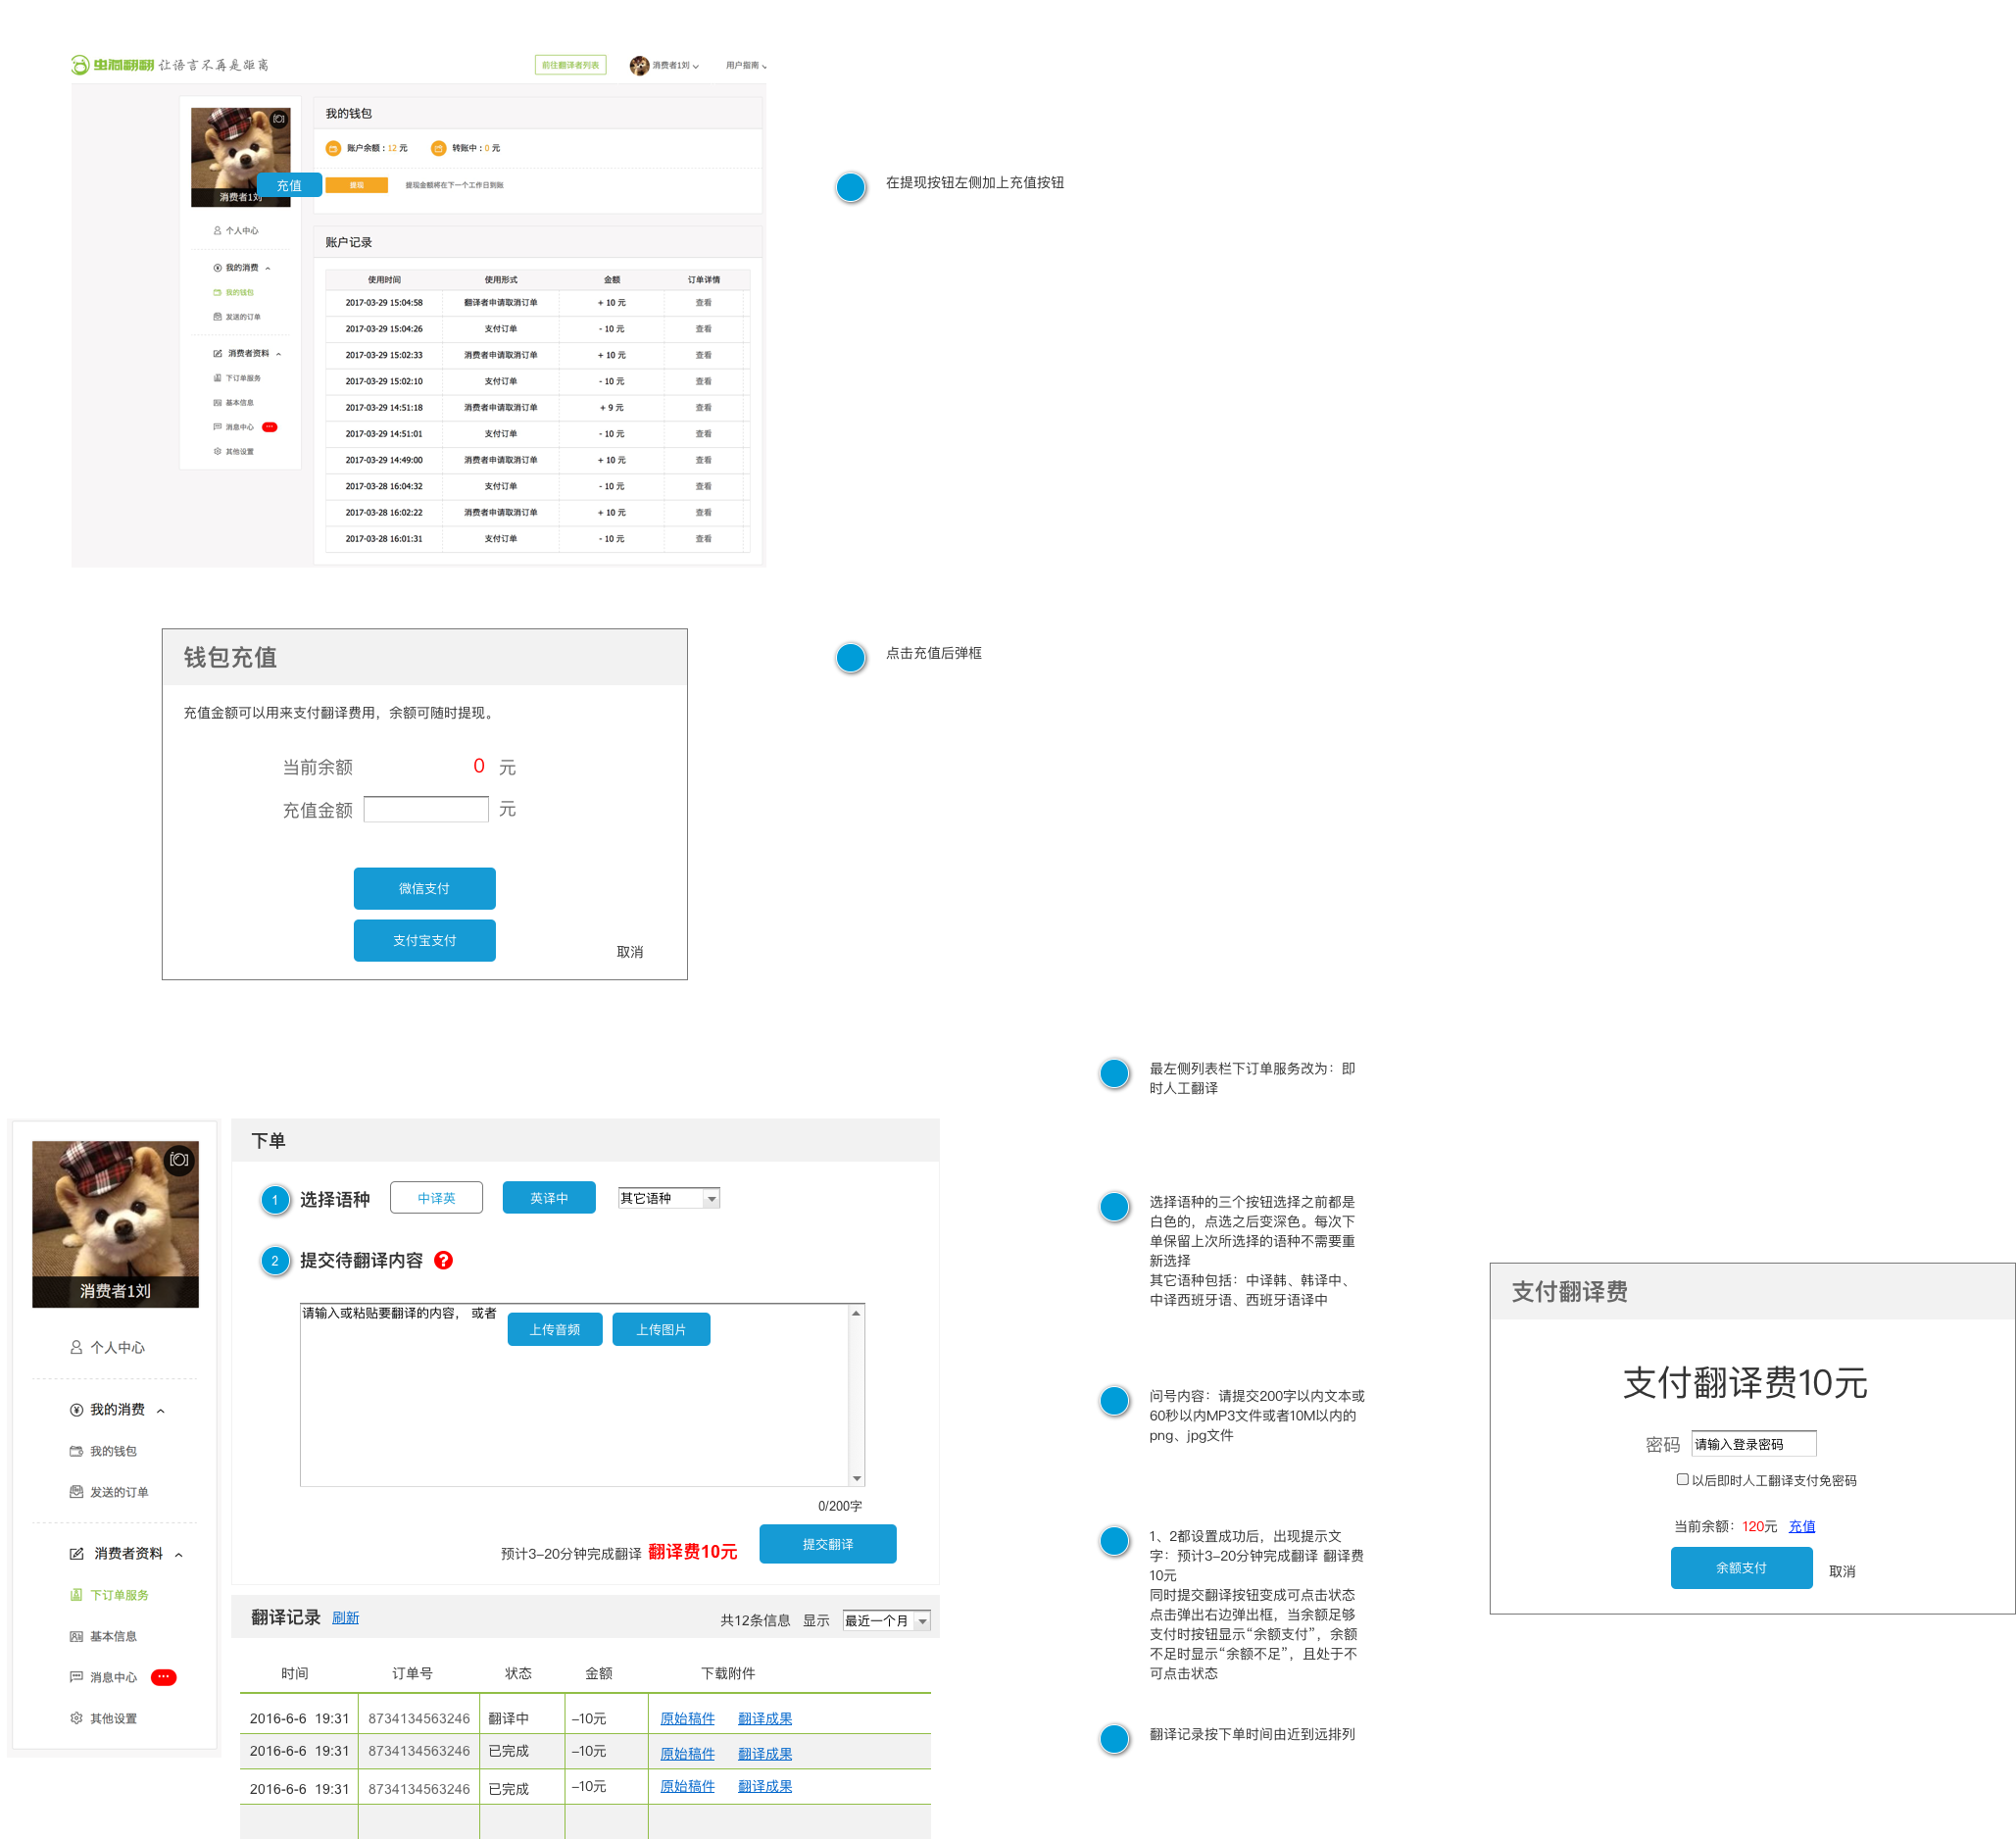 虫洞翻翻 让语言不再是距离
前往翻译者列表 消费者1刘 用户指南
消费者1刘
充值
个人中心
我的消费
我的钱包
发送的订单
消费者资料
下订单服务
基本信息
消息中心
其他设置
我的钱包
账户余额：12 元 转账中：0 元
提现 提现金额将在下一个工作日到账
账户记录
使用时间 使用形式 金额 订单详情
2017-03-29 15:04:58 翻译者申请取消订单 + 10 元 查看
2017-03-29 15:04:26 支付订单 - 10 元 查看
2017-03-29 15:02:33 消费者申请取消订单 + 10 元 查看
2017-03-29 15:02:10 支付订单 - 10 元 查看
2017-03-29 14:51:18 消费者申请取消订单 + 9 元 查看
2017-03-29 14:51:01 支付订单 - 10 元 查看
2017-03-29 14:49:00 消费者申请取消订单 + 10 元 查看
2017-03-28 16:04:32 支付订单 - 10 元 查看
2017-03-28 16:02:22 消费者申请取消订单 + 10 元 查看
2017-03-28 16:01:31 支付订单 - 10 元 查看
在提现按钮左侧加上充值按钮
钱包充值
充值金额可以用来支付翻译费用，余额可随时提现。
当前余额 0 元
充值金额 元
微信支付
支付宝支付
取消
点击充值后弹框
消费者1刘
个人中心
我的消费
我的钱包
发送的订单
消费者资料
下订单服务
基本信息
消息中心
其他设置
下单
1 选择语种 中译英 英译中 其它语种
2 提交待翻译内容 ?
请输入或粘贴要翻译的内容， 或者 上传音频 上传图片
0/200字
预计3-20分钟完成翻译 翻译费10元 提交翻译
翻译记录 刷新 共12条信息 显示 最近一个月
时间 订单号 状态 金额 下载附件
2016-6-6 19:31 8734134563246 翻译中 -10元 原始稿件 翻译成果
2016-6-6 19:31 8734134563246 已完成 -10元 原始稿件 翻译成果
2016-6-6 19:31 8734134563246 已完成 -10元 原始稿件 翻译成果
最左侧列表栏下订单服务改为：即
时人工翻译
选择语种的三个按钮选择之前都是
白色的，点选之后变深色。每次下
单保留上次所选择的语种不需要重
新选择
其它语种包括：中译韩、韩译中、
中译西班牙语、西班牙语译中
问号内容：请提交200字以内文本或
60秒以内MP3文件或者10M以内的
png、jpg文件
1、2都设置成功后，出现提示文
字：预计3-20分钟完成翻译 翻译费
10元
同时提交翻译按钮变成可点击状态
点击弹出右边弹出框，当余额足够
支付时按钮显示“余额支付”，余额
不足时显示“余额不足”，且处于不
可点击状态
翻译记录按下单时间由近到远排列
支付翻译费
支付翻译费10元
密码 请输入登录密码
以后即时人工翻译支付免密码
当前余额：120元 充值
余额支付 取消